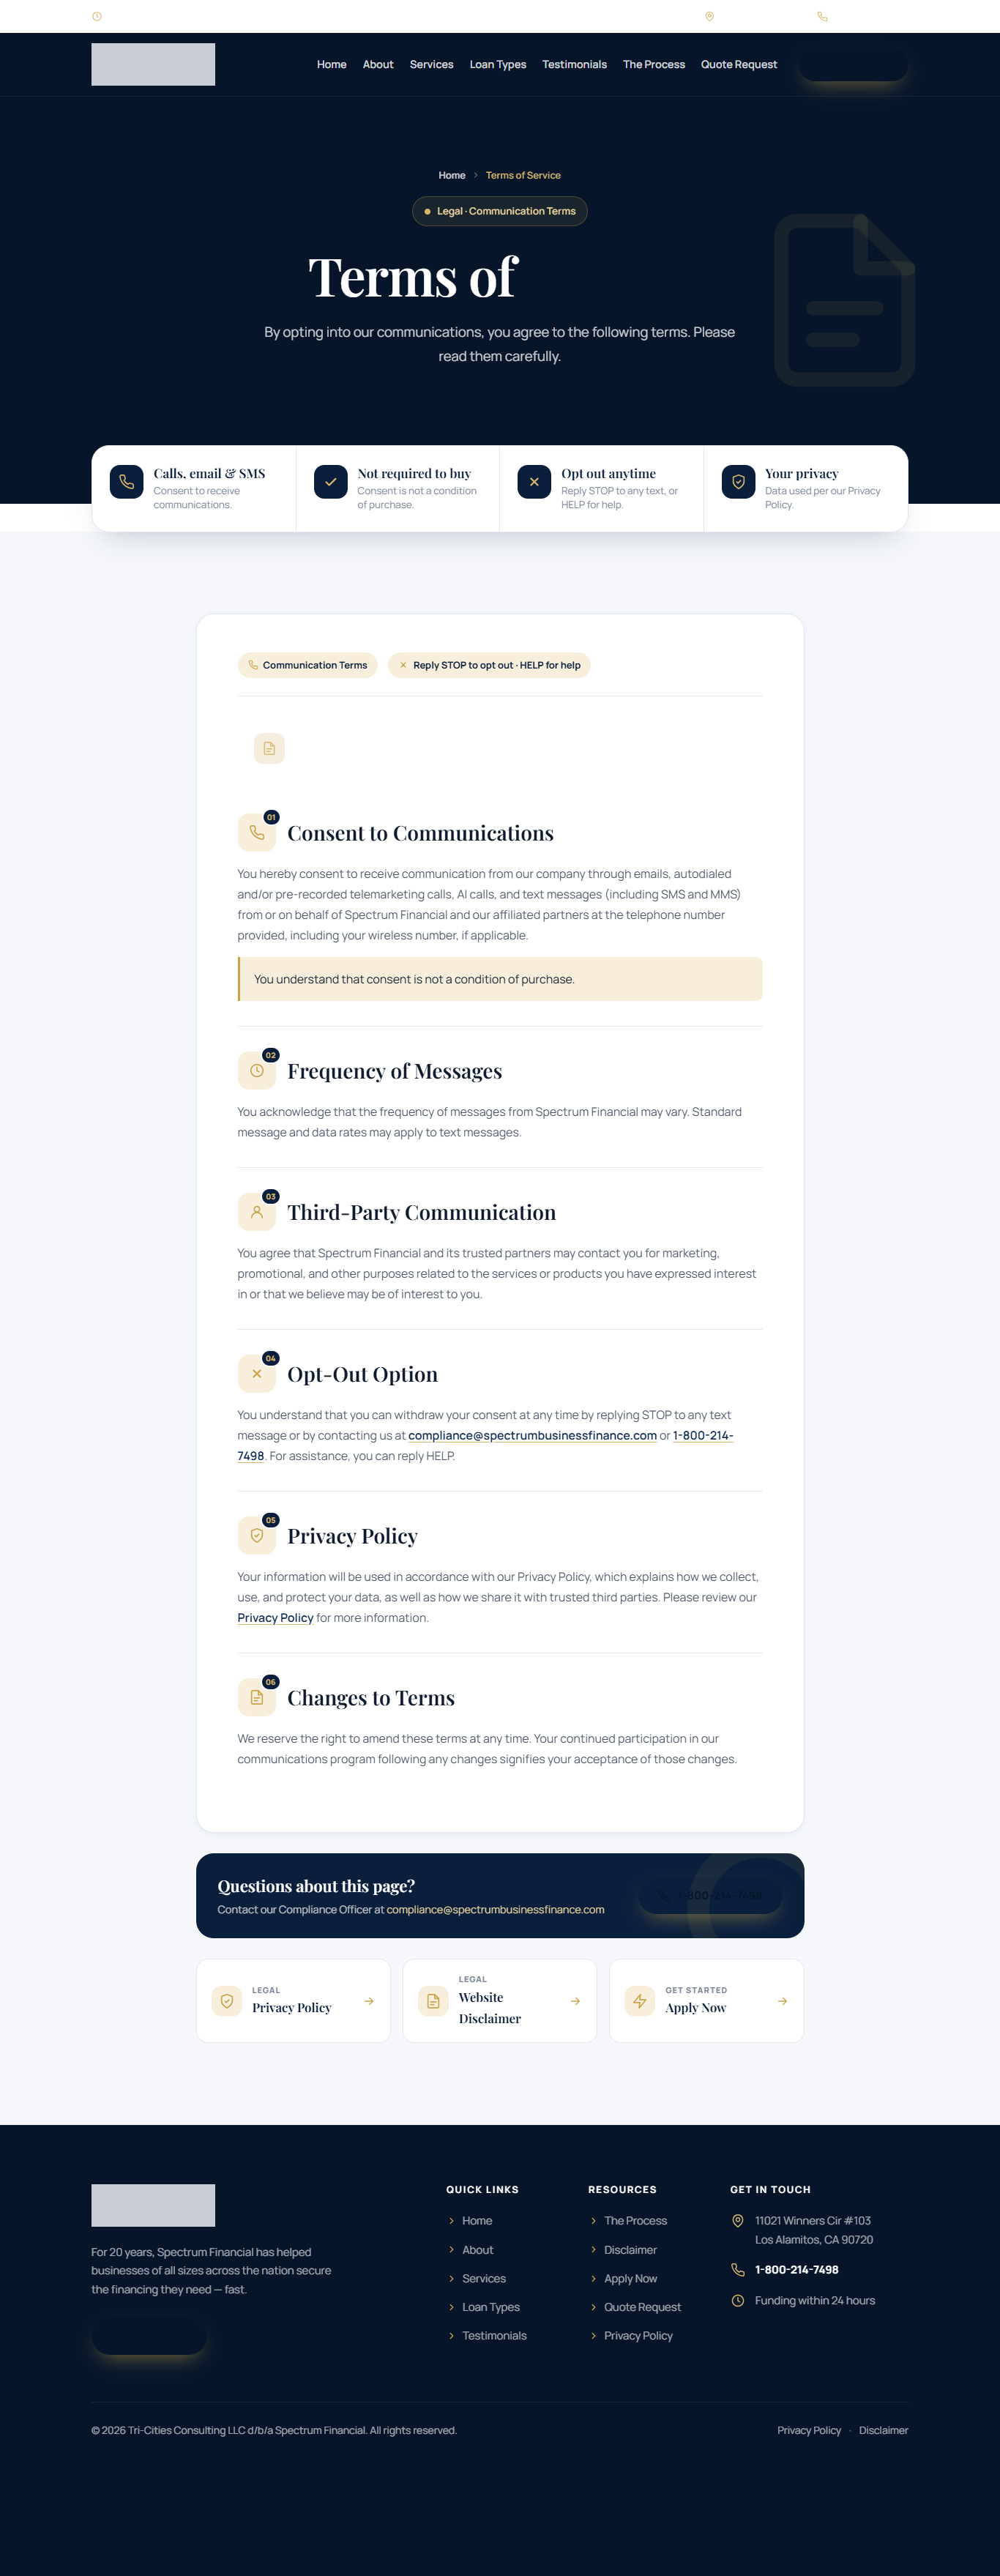 Home
About
Services
Loan Types
Testimonials
The Process
Quote Request
Home
Terms of Service
Legal · Communication Terms
Terms of
By opting into our communications, you agree to the following terms. Please
read them carefully.
Calls, email & SMS
Consent to receive
communications.
Not required to buy
Consent is not a condition
of purchase.
Opt out anytime
Reply STOP to any text, or
HELP for help.
Your privacy
Data used per our Privacy
Policy.
Communication Terms
Reply STOP to opt out · HELP for help
01
Consent to Communications
You hereby consent to receive communication from our company through emails, autodialed
and/or pre-recorded telemarketing calls, AI calls, and text messages (including SMS and MMS)
from or on behalf of Spectrum Financial and our affiliated partners at the telephone number
provided, including your wireless number, if applicable.
You understand that consent is not a condition of purchase.
02
Frequency of Messages
You acknowledge that the frequency of messages from Spectrum Financial may vary. Standard
message and data rates may apply to text messages.
03
Third-Party Communication
You agree that Spectrum Financial and its trusted partners may contact you for marketing,
promotional, and other purposes related to the services or products you have expressed interest
in or that we believe may be of interest to you.
04
Opt-Out Option
You understand that you can withdraw your consent at any time by replying STOP to any text
message or by contacting us at compliance@spectrumbusinessfinance.com or 1-800-214-
7498. For assistance, you can reply HELP.
05
Privacy Policy
Your information will be used in accordance with our Privacy Policy, which explains how we collect,
use, and protect your data, as well as how we share it with trusted third parties. Please review our
Privacy Policy for more information.
06
Changes to Terms
We reserve the right to amend these terms at any time. Your continued participation in our
communications program following any changes signifies your acceptance of those changes.
Questions about this page?
Contact our Compliance Officer at compliance@spectrumbusinessfinance.com
1-800-214-7498
LEGAL
Privacy Policy
LEGAL
Website
Disclaimer
GET STARTED
Apply Now
For 20 years, Spectrum Financial has helped
businesses of all sizes across the nation secure
the financing they need — fast.
QUICK LINKS
Home
About
Services
Loan Types
Testimonials
RESOURCES
The Process
Disclaimer
Apply Now
Quote Request
Privacy Policy
GET IN TOUCH
11021 Winners Cir #103
Los Alamitos, CA 90720
1-800-214-7498
Funding within 24 hours
© 2026 Tri-Cities Consulting LLC d/b/a Spectrum Financial. All rights reserved.
Privacy Policy · Disclaimer